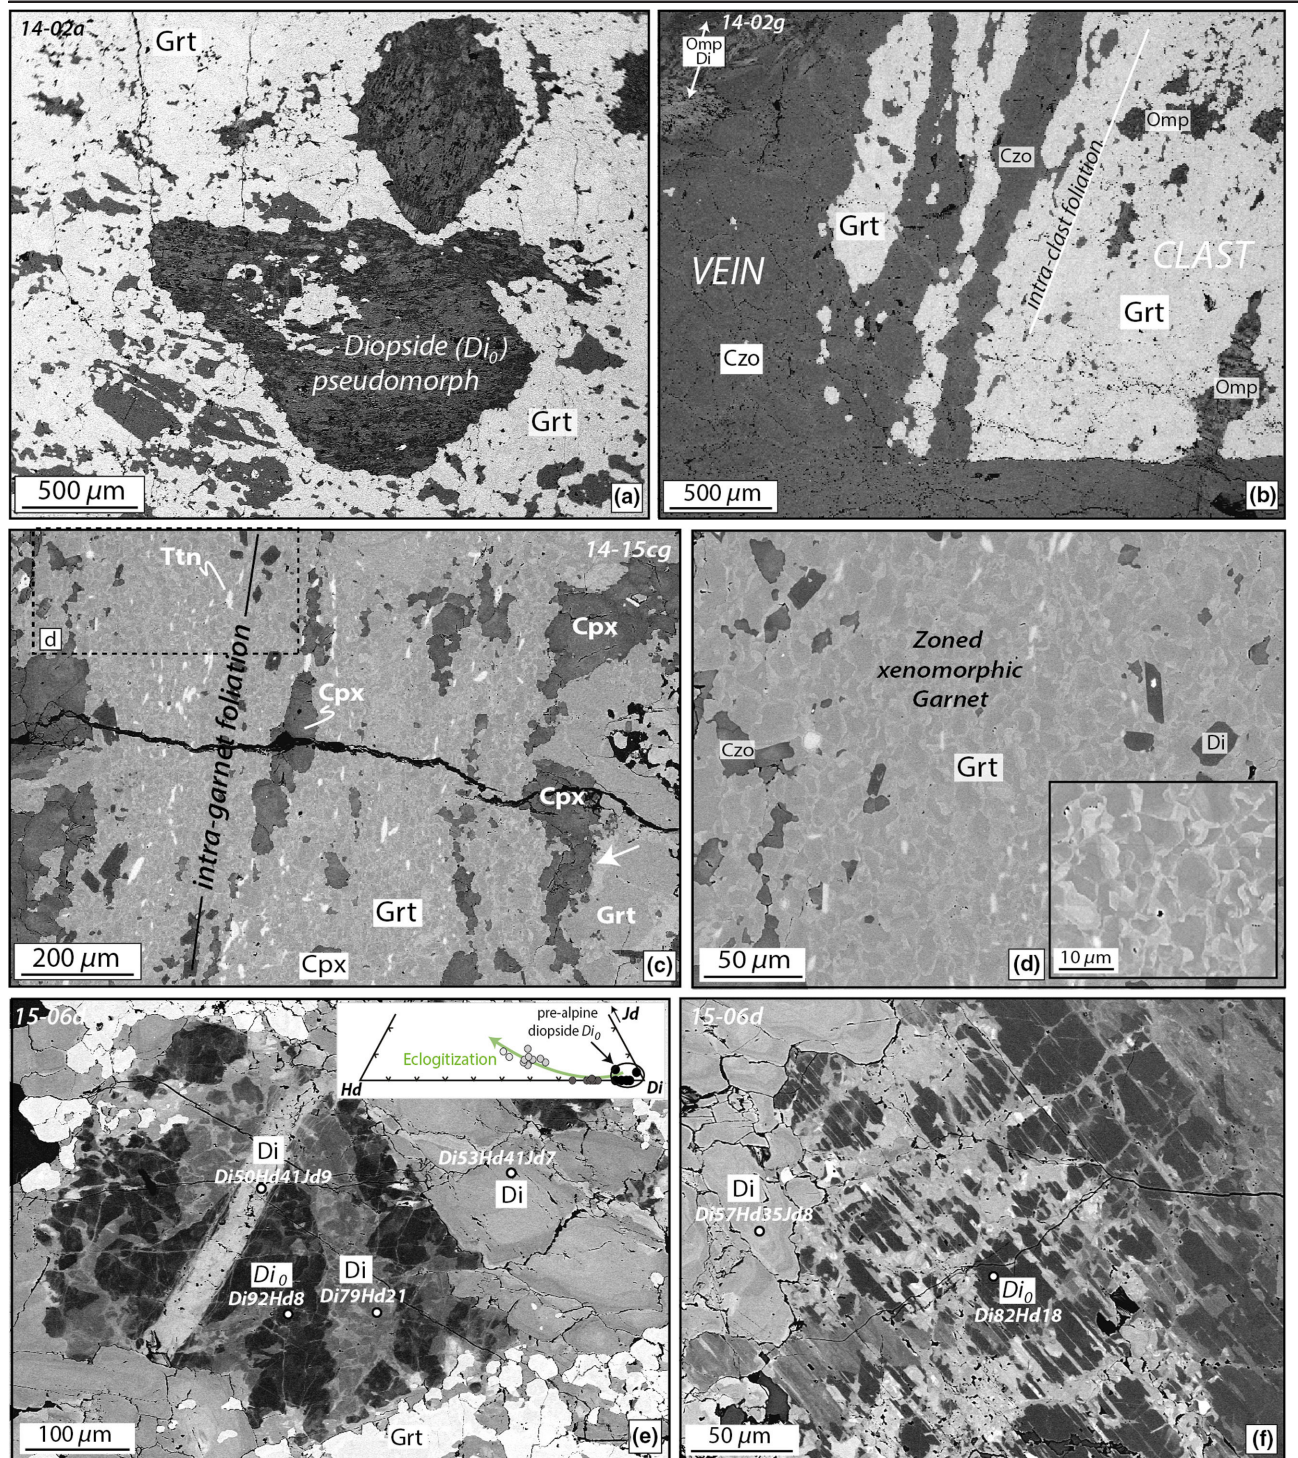 14-02a
Grt
Diopside (Di0)
pseudomorph
Grt
500 µm
(a)
14-02g
Omp
Di
Omp
Czo
intra-clast foliation
Grt
VEIN
CLAST
Grt
Czo
Omp
500 µm
(b)
14-15cg
Ttn
d
Cpx
Cpx
intra-garnet foliation
Cpx
Grt
Grt
Cpx
200 µm
(c)
Zoned
xenomorphic
Garnet
Czo
Grt
Di
50 µm
(d)
10 µm
15-06d
pre-alpine
diopside Di0
Jd
Eclogitization
Hd
Di
Di
Di50Hd41Jd9
Di53Hd41Jd7
Di
Di0
Di92Hd8
Di
Di79Hd21
100 µm
Grt
(e)
15-06d
Di
Di57Hd35Jd8
Di0
Di82Hd18
50 µm
(f)